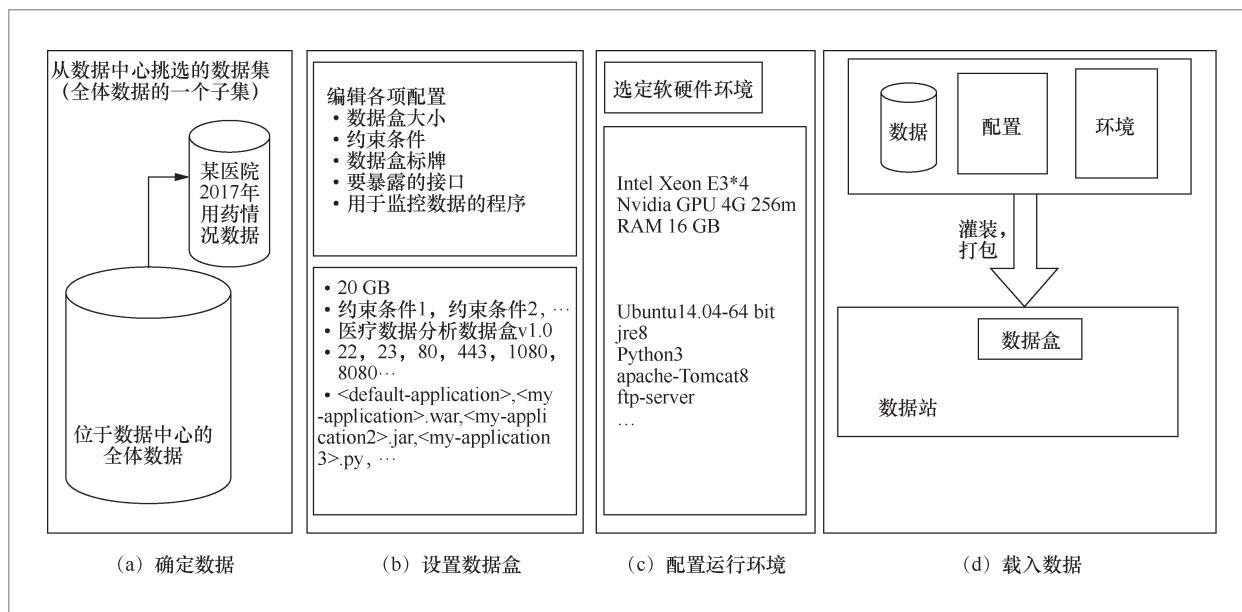 从数据中心挑选的数据集
（全体数据的一个子集）
某医院
2017年
用药情
况数据
位于数据中心的
全体数据
（a）确定数据
编辑各项配置
• 数据盒大小
• 约束条件
• 数据盒标牌
• 要暴露的接口
• 用于监控数据的程序
• 20 GB
• 约束条件1，约束条件2，…
• 医疗数据分析数据盒v1.0
• 22，23，80，443，1080，
8080…
• <default-application>,<my
-application>.war,<my-appli
cation2>.jar,<my-application
3>.py，…
（b）设置数据盒
选定软硬件环境
Intel Xeon E3*4
Nvidia GPU 4G 256m
RAM 16 GB
Ubuntu14.04-64 bit
jre8
Python3
apache-Tomcat8
ftp-server
…
（c）配置运行环境
数据
配置
环境
灌装，
打包
数据盒
数据站
（d）载入数据